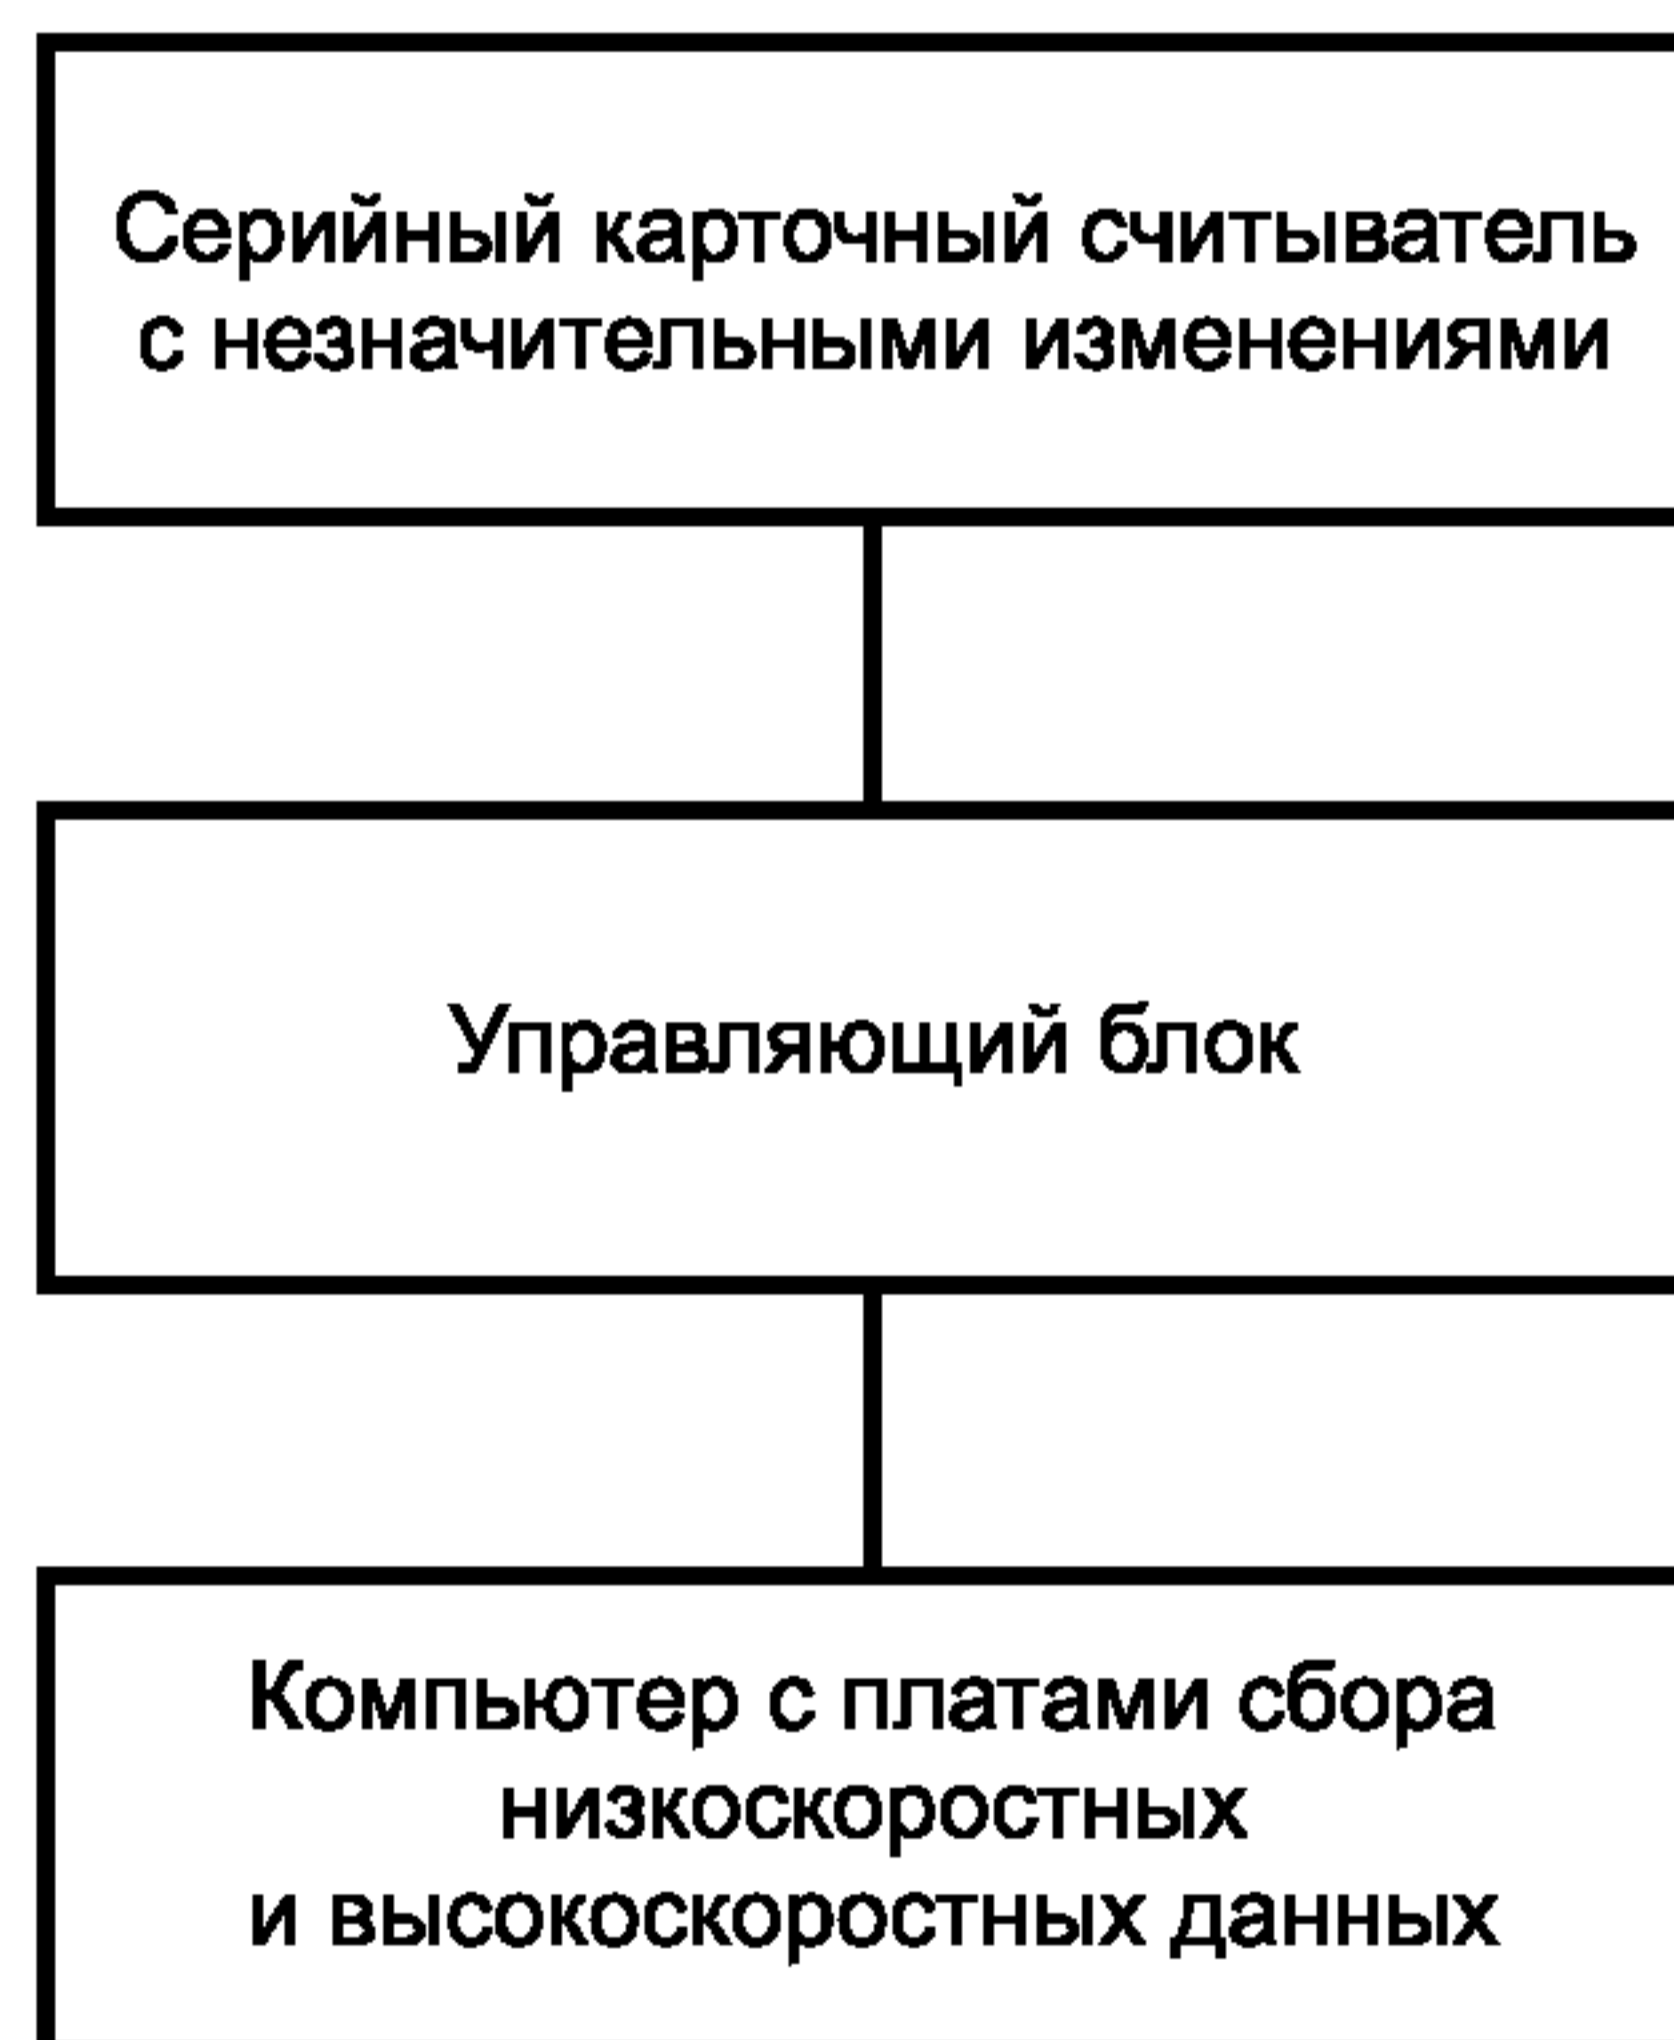 Серийный карточный считыватель
с незначительными изменениями
Управляющий блок
Компьютер с платами сбора
низкоскоростных
и высокоскоростных данных